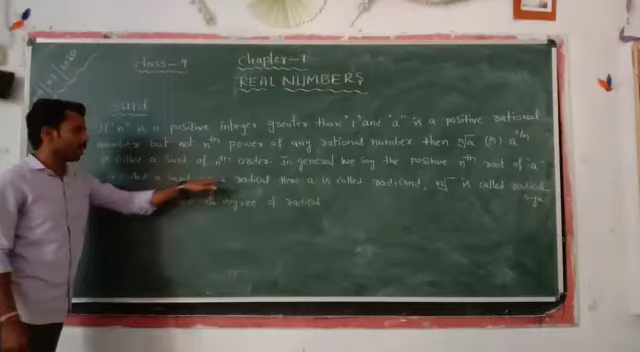 Class-9 Chapter-1
REAL NUMBERS
Surd
If "n" is a positive integer greater than "1" and "a" is a positive rational
number but not nth power of any rational number then ⁿ√a (or) a^1/n
is called a surd of nth order. In general we say the positive nth root of a
called a surd radical Here a is called radicand, ⁿ√ is called radical
sign
degree of radical